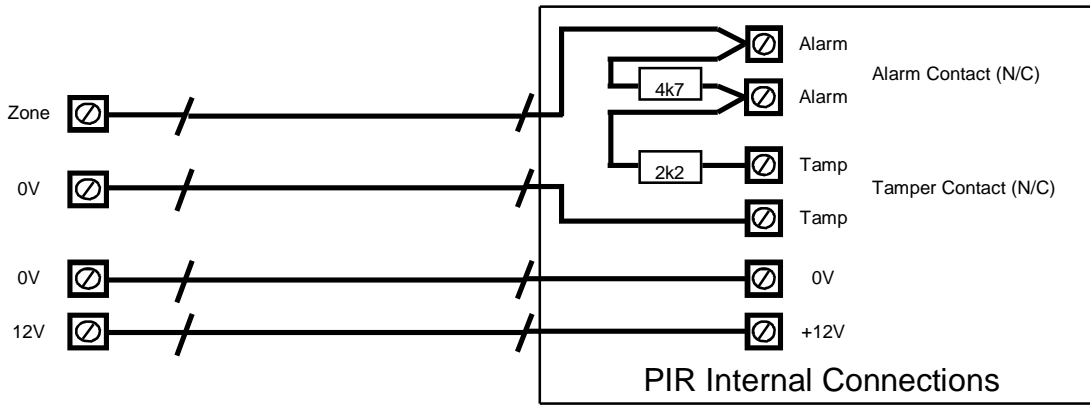 Zone
0V
0V
12V
4k7
2k2
Alarm
Alarm
Alarm Contact (N/C)
Tamp
Tamp
Tamper Contact (N/C)
0V
+12V
PIR Internal Connections